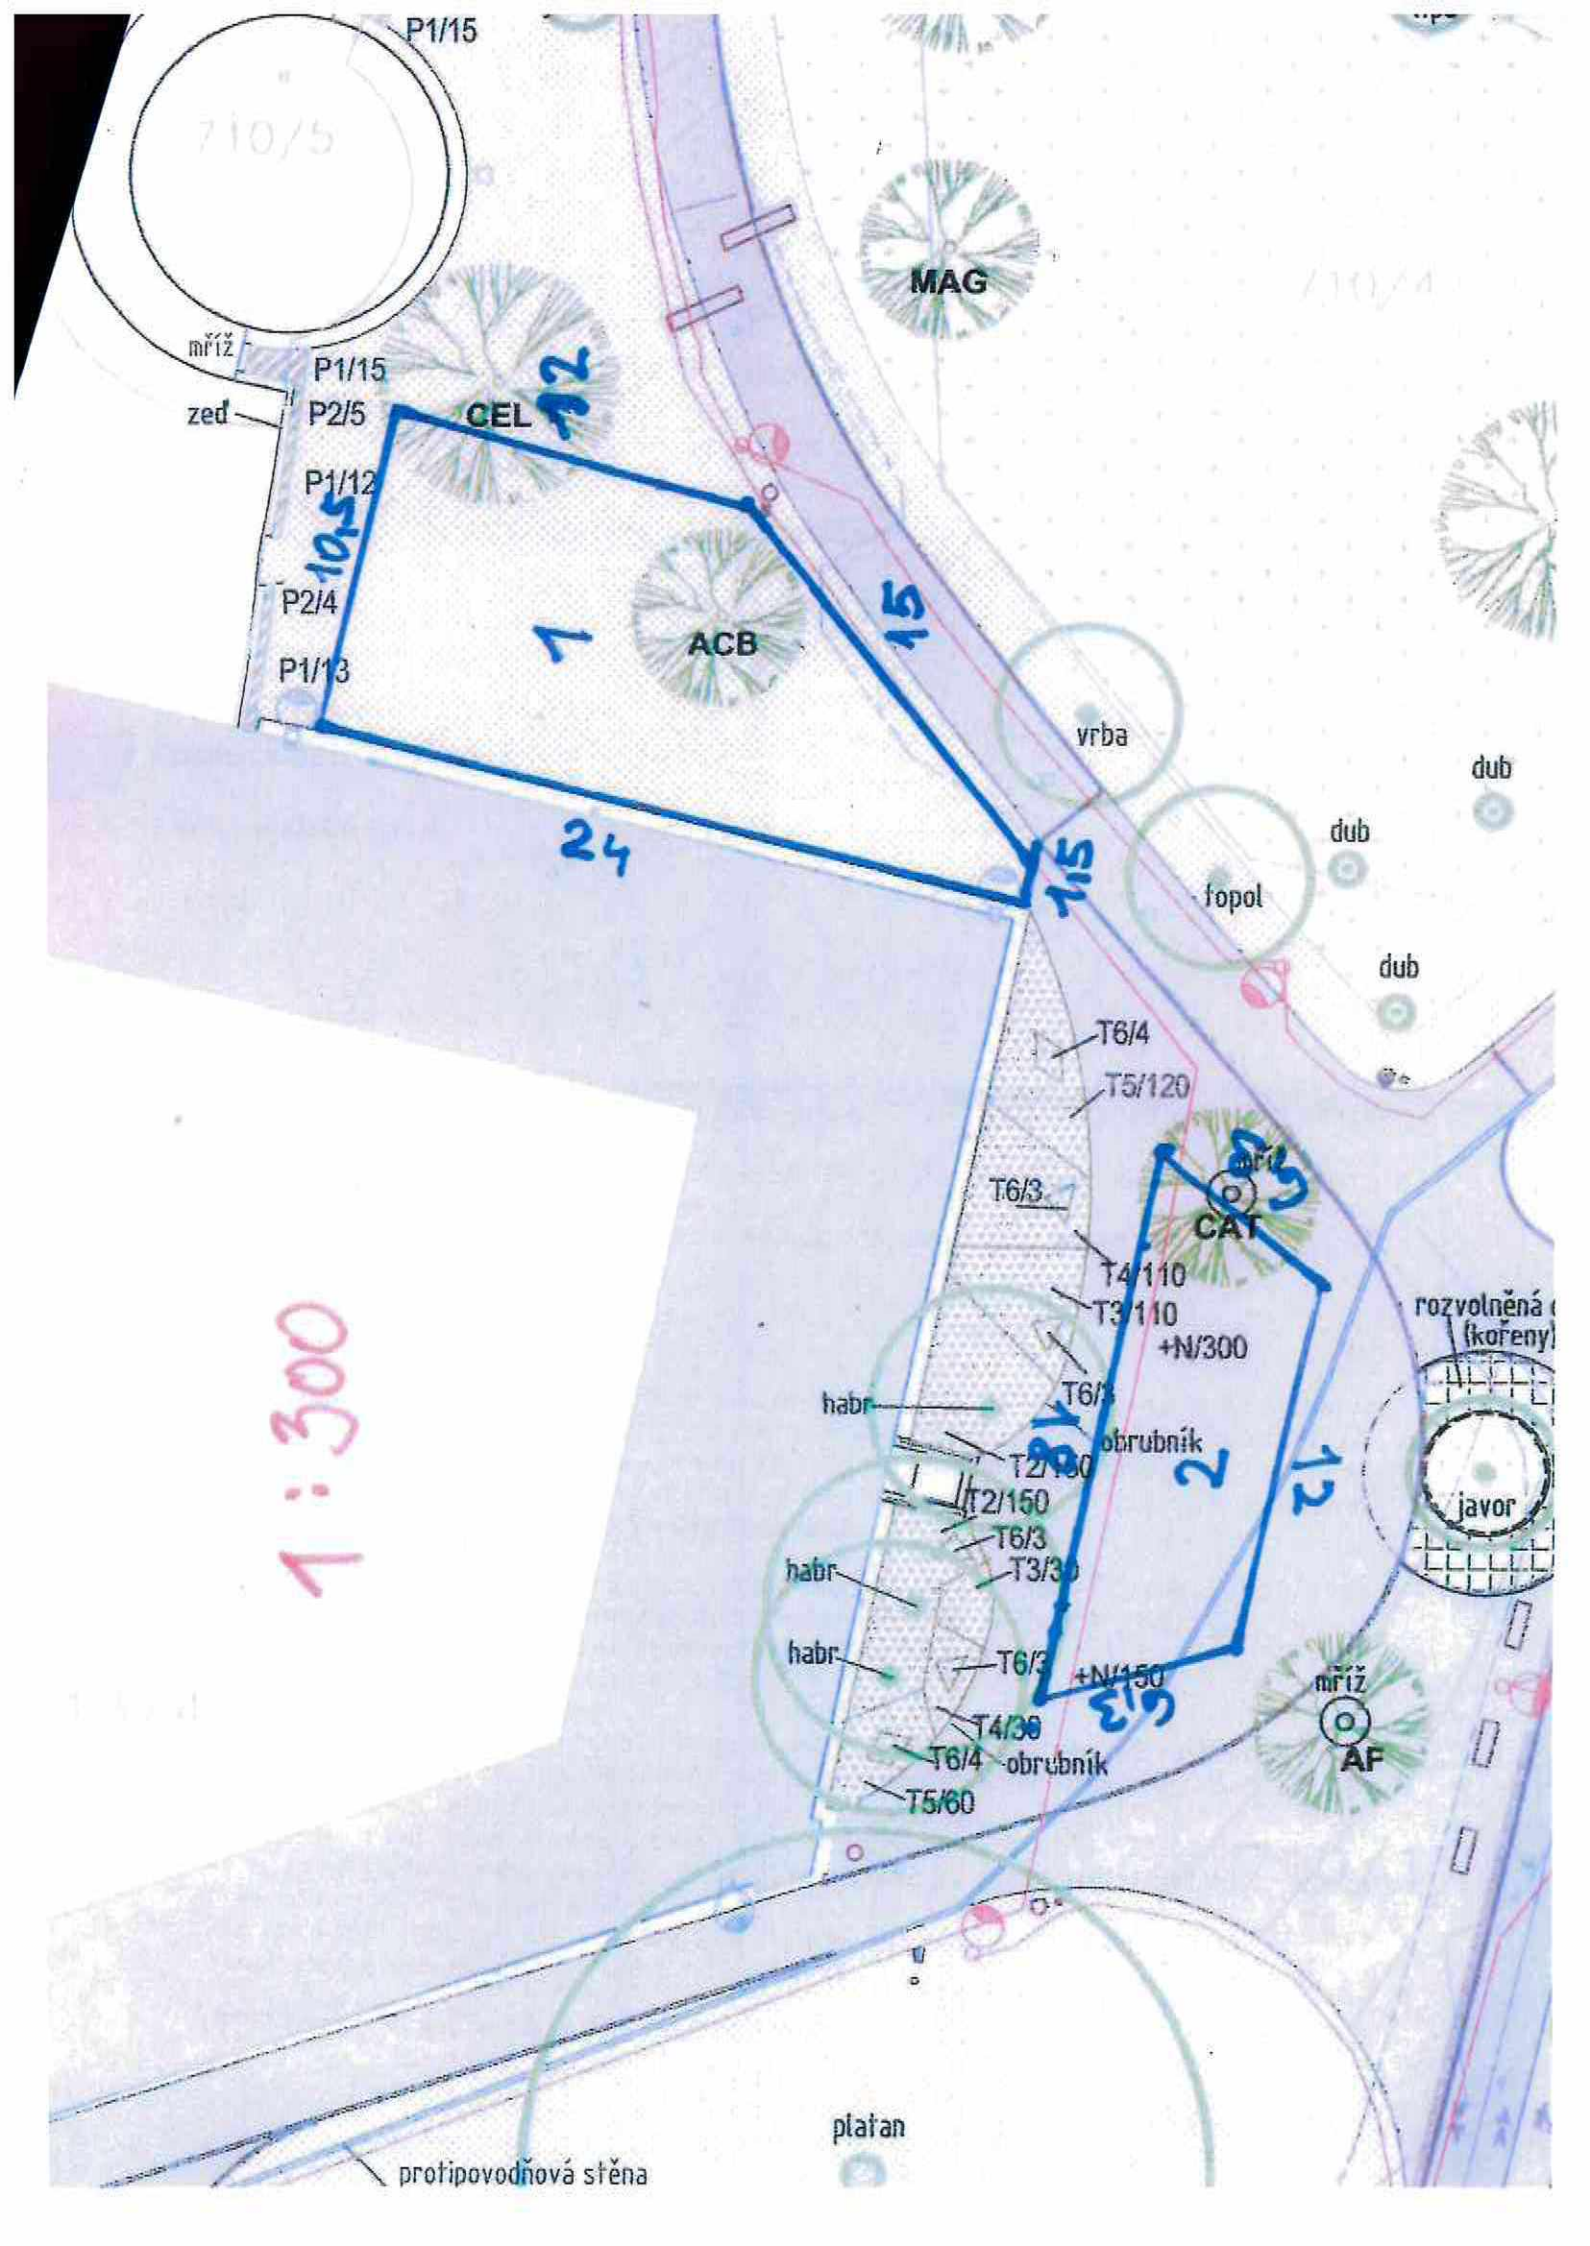 P1/15
710/5
MAG
710/4
mříž
P1/15
zeď
P2/5
CEL
12
P1/12
10,5
P2/4
1
ACB
15
P1/13
vrba
dub
24
dub
1,5
topol
dub
T6/4
T5/120
mříž
T6/3
CAT
T4/110
T3/110
rozvolněná
(kořeny)
+N/300
T6/3
habr
18
obrubník
2
12
1:300
T2/150
javor
T6/3
habr
T3/30
habr
T6/3
+N/150
6,3
mříž
T4/30
AF
T6/4
obrubník
T5/60
platan
protipovodňová stěna